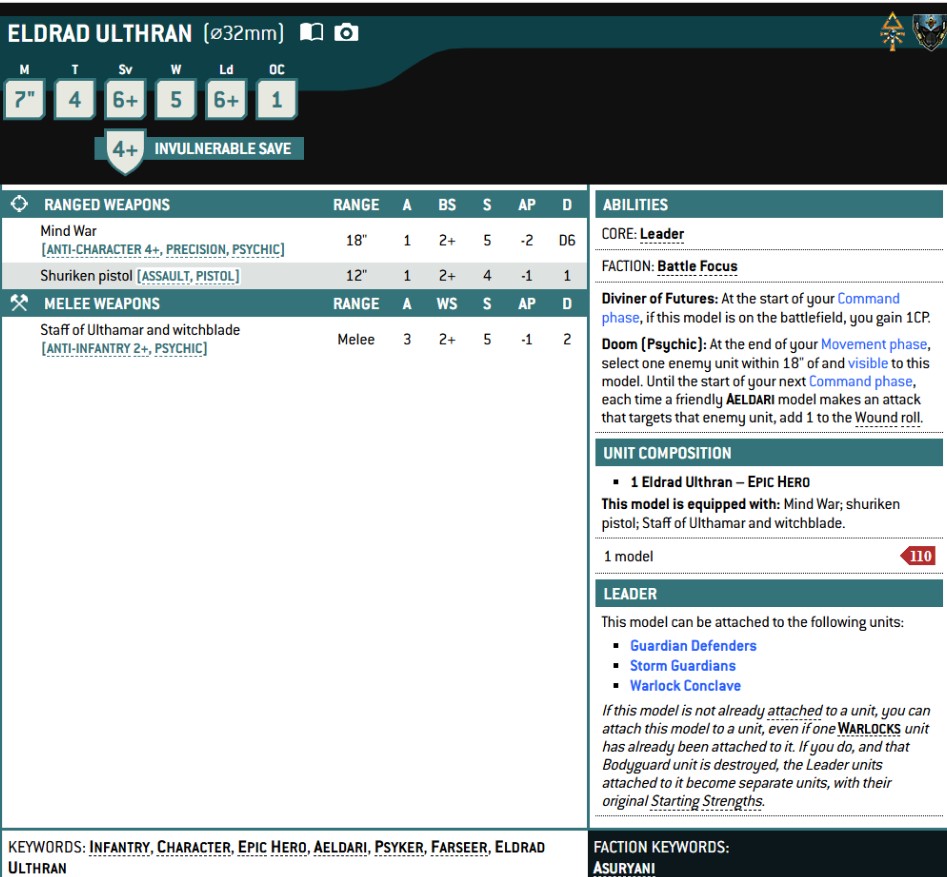 ELDRAD ULTHRAN (⌀32mm)
M T Sv W Ld OC
7" 4 6+ 5 6+ 1
4+ INVULNERABLE SAVE
RANGED WEAPONS RANGE A BS S AP D
Mind War
[ANTI-CHARACTER 4+, PRECISION, PSYCHIC] 18" 1 2+ 5 -2 D6
Shuriken pistol [ASSAULT, PISTOL] 12" 1 2+ 4 -1 1
MELEE WEAPONS RANGE A WS S AP D
Staff of Ulthamar and witchblade
[ANTI-INFANTRY 2+, PSYCHIC] Melee 3 2+ 5 -1 2
ABILITIES
CORE: Leader
FACTION: Battle Focus
Diviner of Futures: At the start of your Command
phase, if this model is on the battlefield, you gain 1CP.
Doom (Psychic): At the end of your Movement phase,
select one enemy unit within 18" of and visible to this
model. Until the start of your next Command phase,
each time a friendly AELDARI model makes an attack
that targets that enemy unit, add 1 to the Wound roll.
UNIT COMPOSITION
▪ 1 Eldrad Ulthran – EPIC HERO
This model is equipped with: Mind War; shuriken
pistol; Staff of Ulthamar and witchblade.
1 model 110
LEADER
This model can be attached to the following units:
▪ Guardian Defenders
▪ Storm Guardians
▪ Warlock Conclave
If this model is not already attached to a unit, you can
attach this model to a unit, even if one WARLOCKS unit
has already been attached to it. If you do, and that
Bodyguard unit is destroyed, the Leader units
attached to it become separate units, with their
original Starting Strengths.
KEYWORDS: INFANTRY, CHARACTER, EPIC HERO, AELDARI, PSYKER, FARSEER, ELDRAD
ULTHRAN
FACTION KEYWORDS:
ASURYANI